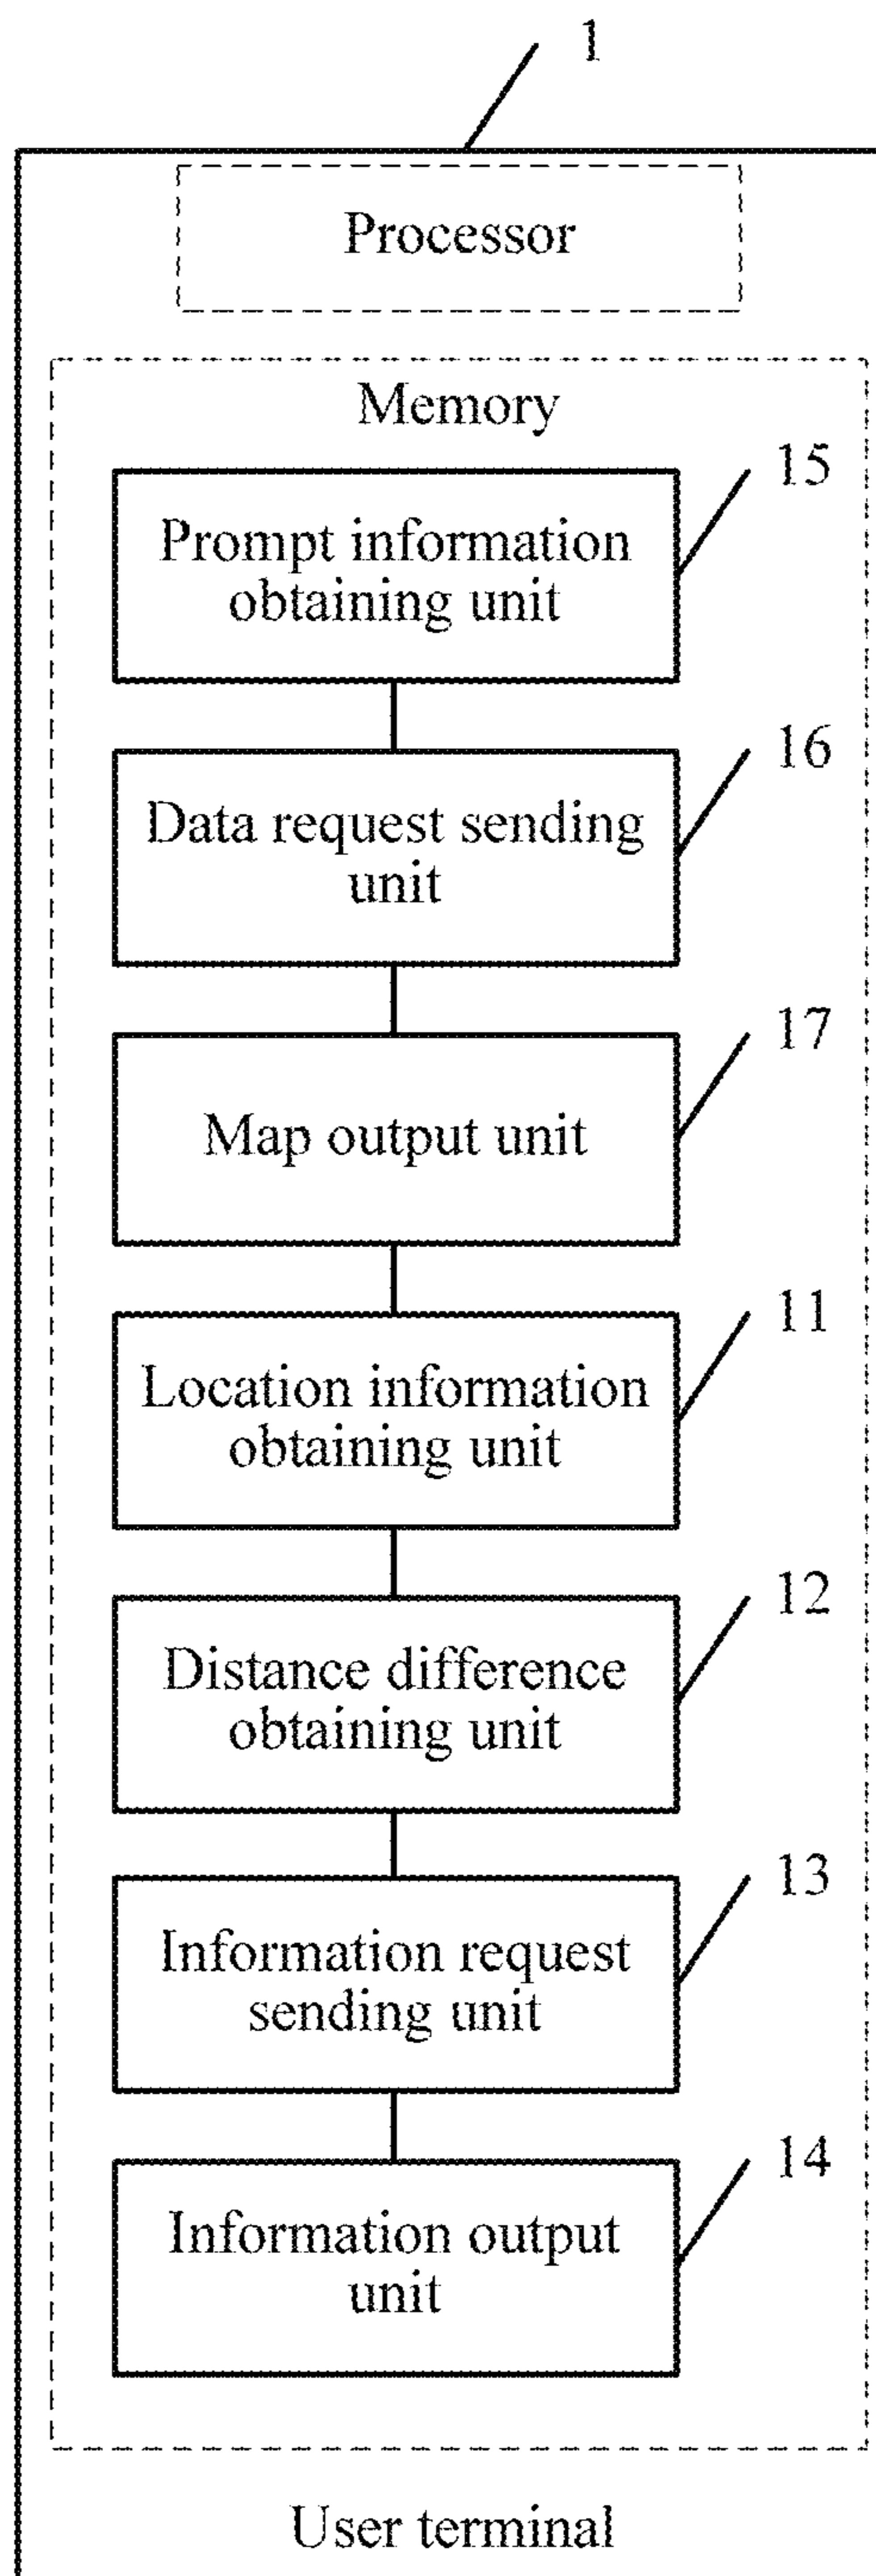 1
Processor
Memory
15
Prompt information
obtaining unit
16
Data request sending
unit
17
Map output unit
11
Location information
obtaining unit
12
Distance difference
obtaining unit
13
Information request
sending unit
14
Information output
unit
User terminal